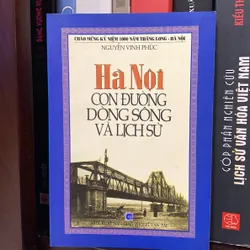 CHÀO MỪNG KỶ NIỆM 1000 NĂM THĂNG LONG - HÀ NỘI
NGUYỄN VINH PHÚC
Hà Nội
CON ĐƯỜNG
DÒNG SÔNG
VÀ LỊCH SỬ
GÓP PHẦN NGHIÊN CỨU
LỊCH SỬ VĂN HÓA VIỆT NAM